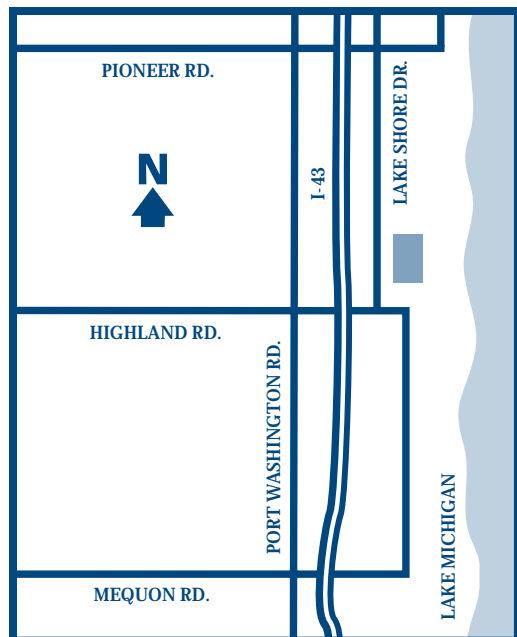 PIONEER RD.
LAKE SHORE DR.
N
I-43
HIGHLAND RD.
PORT WASHINGTON RD.
LAKE MICHIGAN
MEQUON RD.